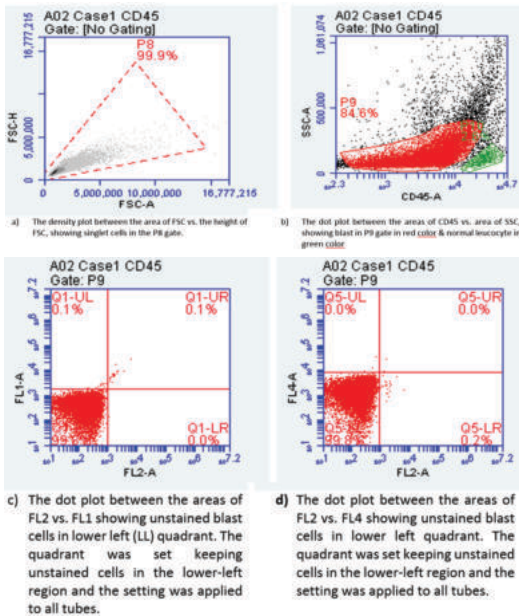 A02 Case1 CD45
Gate: [No Gating]
16,777,215
P8
99.9%
FSC-H
5,000,000
0
0
5,000,000
10,000,000
16,777,215
FSC-A
a) The density plot between the area of FSC vs. the height of
FSC, showing singlet cells in the P8 gate.
A02 Case1 CD45
Gate: [No Gating]
1,061,074
P9
84.6%
SSC-A
500,000
0
CD45-A
b) The dot plot between the areas of CD45 vs. area of SSC,
showing blast in P9 gate in red color & normal leucocyte in
green color
A02 Case1 CD45
Gate: P9
Q1-UL
0.1%
Q1-UR
0.1%
FL1-A
Q1-LR
0.0%
FL2-A
A02 Case1 CD45
Gate: P9
Q5-UL
0.0%
Q5-UR
0.0%
FL4-A
99.8%
Q5-LR
0.2%
FL2-A
c) The dot plot between the areas of
FL2 vs. FL1 showing unstained blast
cells in lower left (LL) quadrant. The
quadrant was set keeping
unstained cells in the lower-left
region and the setting was applied
to all tubes.
d) The dot plot between the areas of
FL2 vs. FL4 showing unstained blast
cells in lower left quadrant. The
quadrant was set keeping unstained
cells in the lower-left region and the
setting was applied to all tubes.